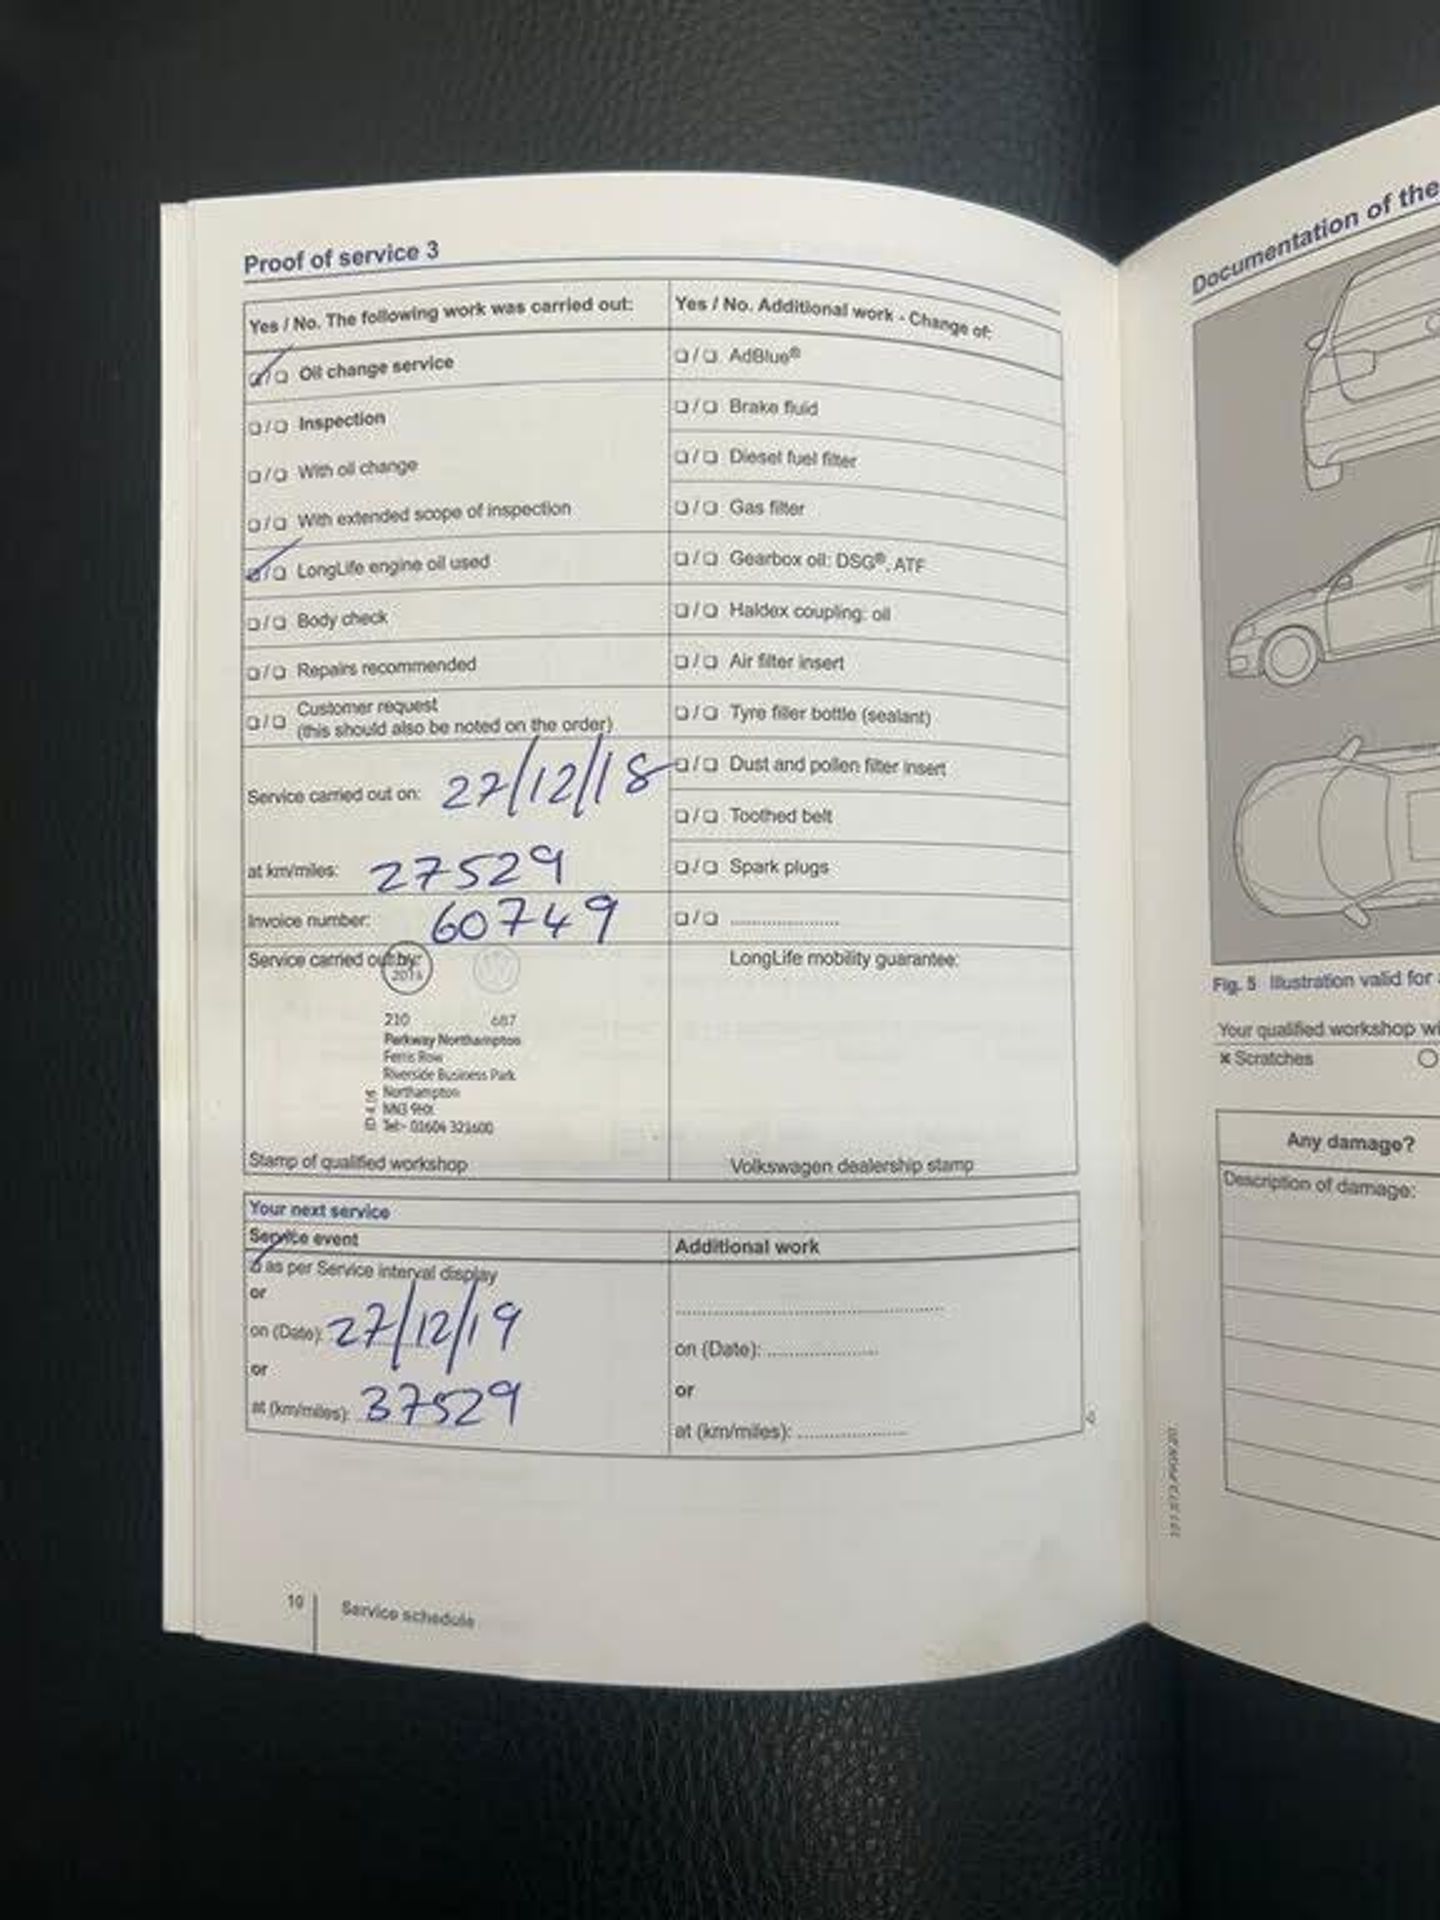 Proof of service 3
Yes / No. The following work was carried out:
❑/❑ Oil change service
❑/❑ Inspection
❑/❑ With oil change
❑/❑ With extended scope of inspection
❑/❑ LongLife engine oil used
❑/❑ Body check
❑/❑ Repairs recommended
❑/❑ Customer request
(this should also be noted on the order)
Service carried out on: 27/12/18
at km/miles: 27529
Invoice number: 60749
Service carried out by:
210 687
Parkway Northampton
Ferris Row
Riverside Business Park
Northampton
Tel:- 01604 321600
Stamp of qualified workshop
Yes / No. Additional work - Change of:
❑/❑ AdBlue®
❑/❑ Brake fluid
❑/❑ Diesel fuel filter
❑/❑ Gas filter
❑/❑ Gearbox oil: DSG®, ATF
❑/❑ Haldex coupling: oil
❑/❑ Air filter insert
❑/❑ Tyre filler bottle (sealant)
❑/❑ Dust and pollen filter insert
❑/❑ Toothed belt
❑/❑ Spark plugs
❑/❑ ......................
LongLife mobility guarantee:
Volkswagen dealership stamp
Your next service
Service event
❑ as per Service interval display
or
on (Date): 27/12/19
or
at (km/miles): 37529
Additional work
on (Date): ......................
or
at (km/miles): ......................
10
Service schedule
Documentation of the
Fig. 5 Illustration valid for
Your qualified workshop
× Scratches
Any damage?
Description of damage: